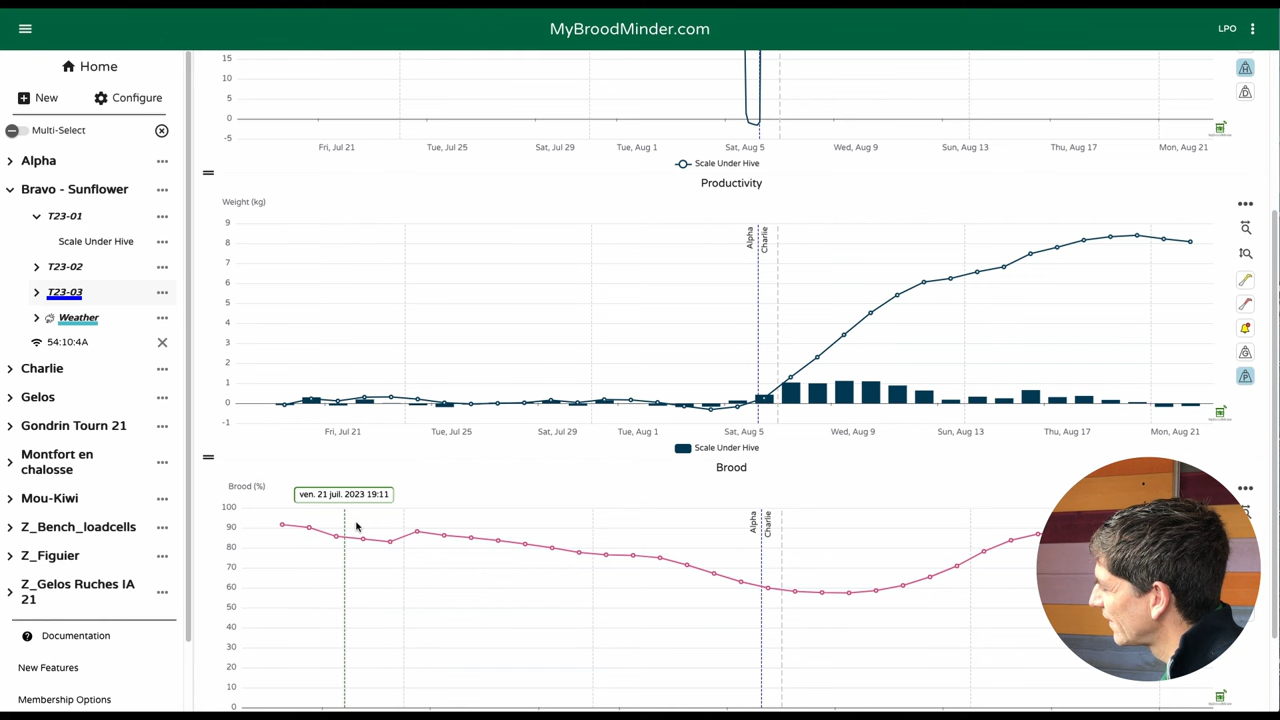 MyBroodMinder.com
LPO
Home
New
Configure
Multi-Select
Alpha
Bravo - Sunflower
T23-01
Scale Under Hive
T23-02
T23-03
Weather
54:10:4A
Charlie
Gelos
Gondrin Tourn 21
Montfort en
chalosse
Mou-Kiwi
Z_Bench_loadcells
Z_Figuier
Z_Gelos Ruches IA
21
Documentation
New Features
Membership Options
15
10
5
0
-5
Fri, Jul 21
Tue, Jul 25
Sat, Jul 29
Tue, Aug 1
Sat, Aug 5
Wed, Aug 9
Sun, Aug 13
Thu, Aug 17
Mon, Aug 21
Scale Under Hive
Productivity
Weight (kg)
9
8
7
6
5
4
3
2
1
0
-1
Alpha
Charlie
Fri, Jul 21
Tue, Jul 25
Sat, Jul 29
Tue, Aug 1
Sat, Aug 5
Wed, Aug 9
Sun, Aug 13
Thu, Aug 17
Mon, Aug 21
Scale Under Hive
Brood
Brood (%)
ven. 21 juil. 2023 19:11
100
90
80
70
60
50
40
30
20
10
0
Alpha
Charlie
H
D
G
P